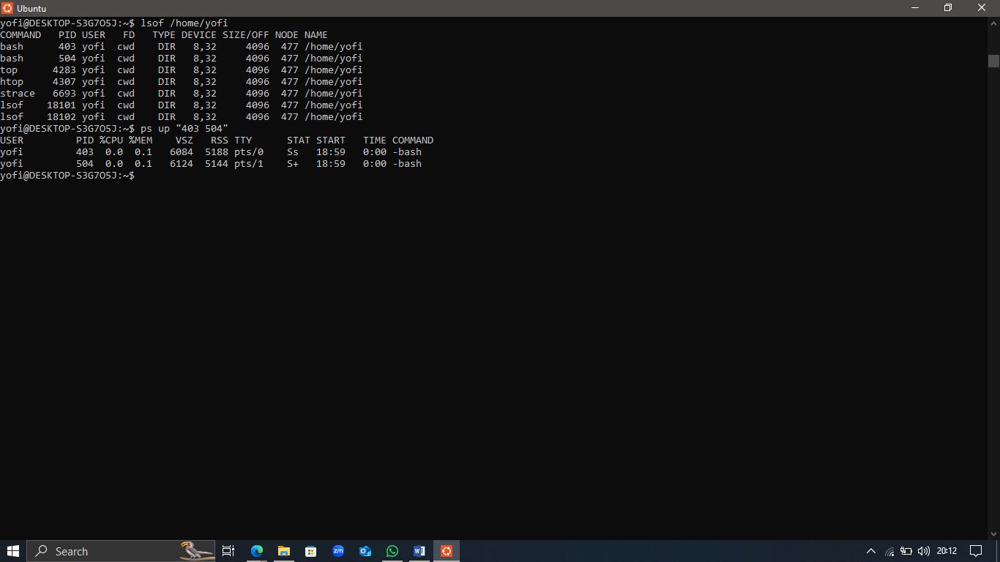 Ubuntu
yofi@DESKTOP-S3G7O5J:~$ lsof /home/yofi
COMMAND   PID USER   FD   TYPE DEVICE SIZE/OFF NODE NAME
bash      403 yofi  cwd    DIR   8,32     4096  477 /home/yofi
bash      504 yofi  cwd    DIR   8,32     4096  477 /home/yofi
top      4283 yofi  cwd    DIR   8,32     4096  477 /home/yofi
htop     4307 yofi  cwd    DIR   8,32     4096  477 /home/yofi
strace   6693 yofi  cwd    DIR   8,32     4096  477 /home/yofi
lsof    18101 yofi  cwd    DIR   8,32     4096  477 /home/yofi
lsof    18102 yofi  cwd    DIR   8,32     4096  477 /home/yofi
yofi@DESKTOP-S3G7O5J:~$ ps up "403 504"
USER         PID %CPU %MEM    VSZ   RSS TTY      STAT START   TIME COMMAND
yofi         403  0.0  0.1   6084  5188 pts/0    Ss   18:59   0:00 -bash
yofi         504  0.0  0.1   6124  5144 pts/1    S+   18:59   0:00 -bash
yofi@DESKTOP-S3G7O5J:~$
Search
zm
20:12